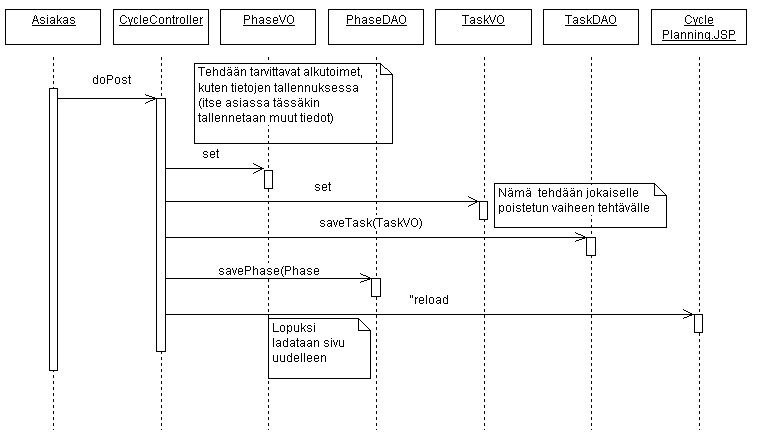 Asiakas
CycleController
PhaseVO
PhaseDAO
TaskVO
TaskDAO
Cycle
Planning.JSP
doPost
Tehdään tarvittavat alkutoimet,
kuten tietojen tallennuksessa
(itse asiassa tässäkin
tallennetaan muut tiedot)
set
set
Nämä tehdään jokaiselle
poistetun vaiheen tehtävälle
saveTask(TaskVO)
savePhase(Phase
"reload
Lopuksi
ladataan sivu
uudelleen